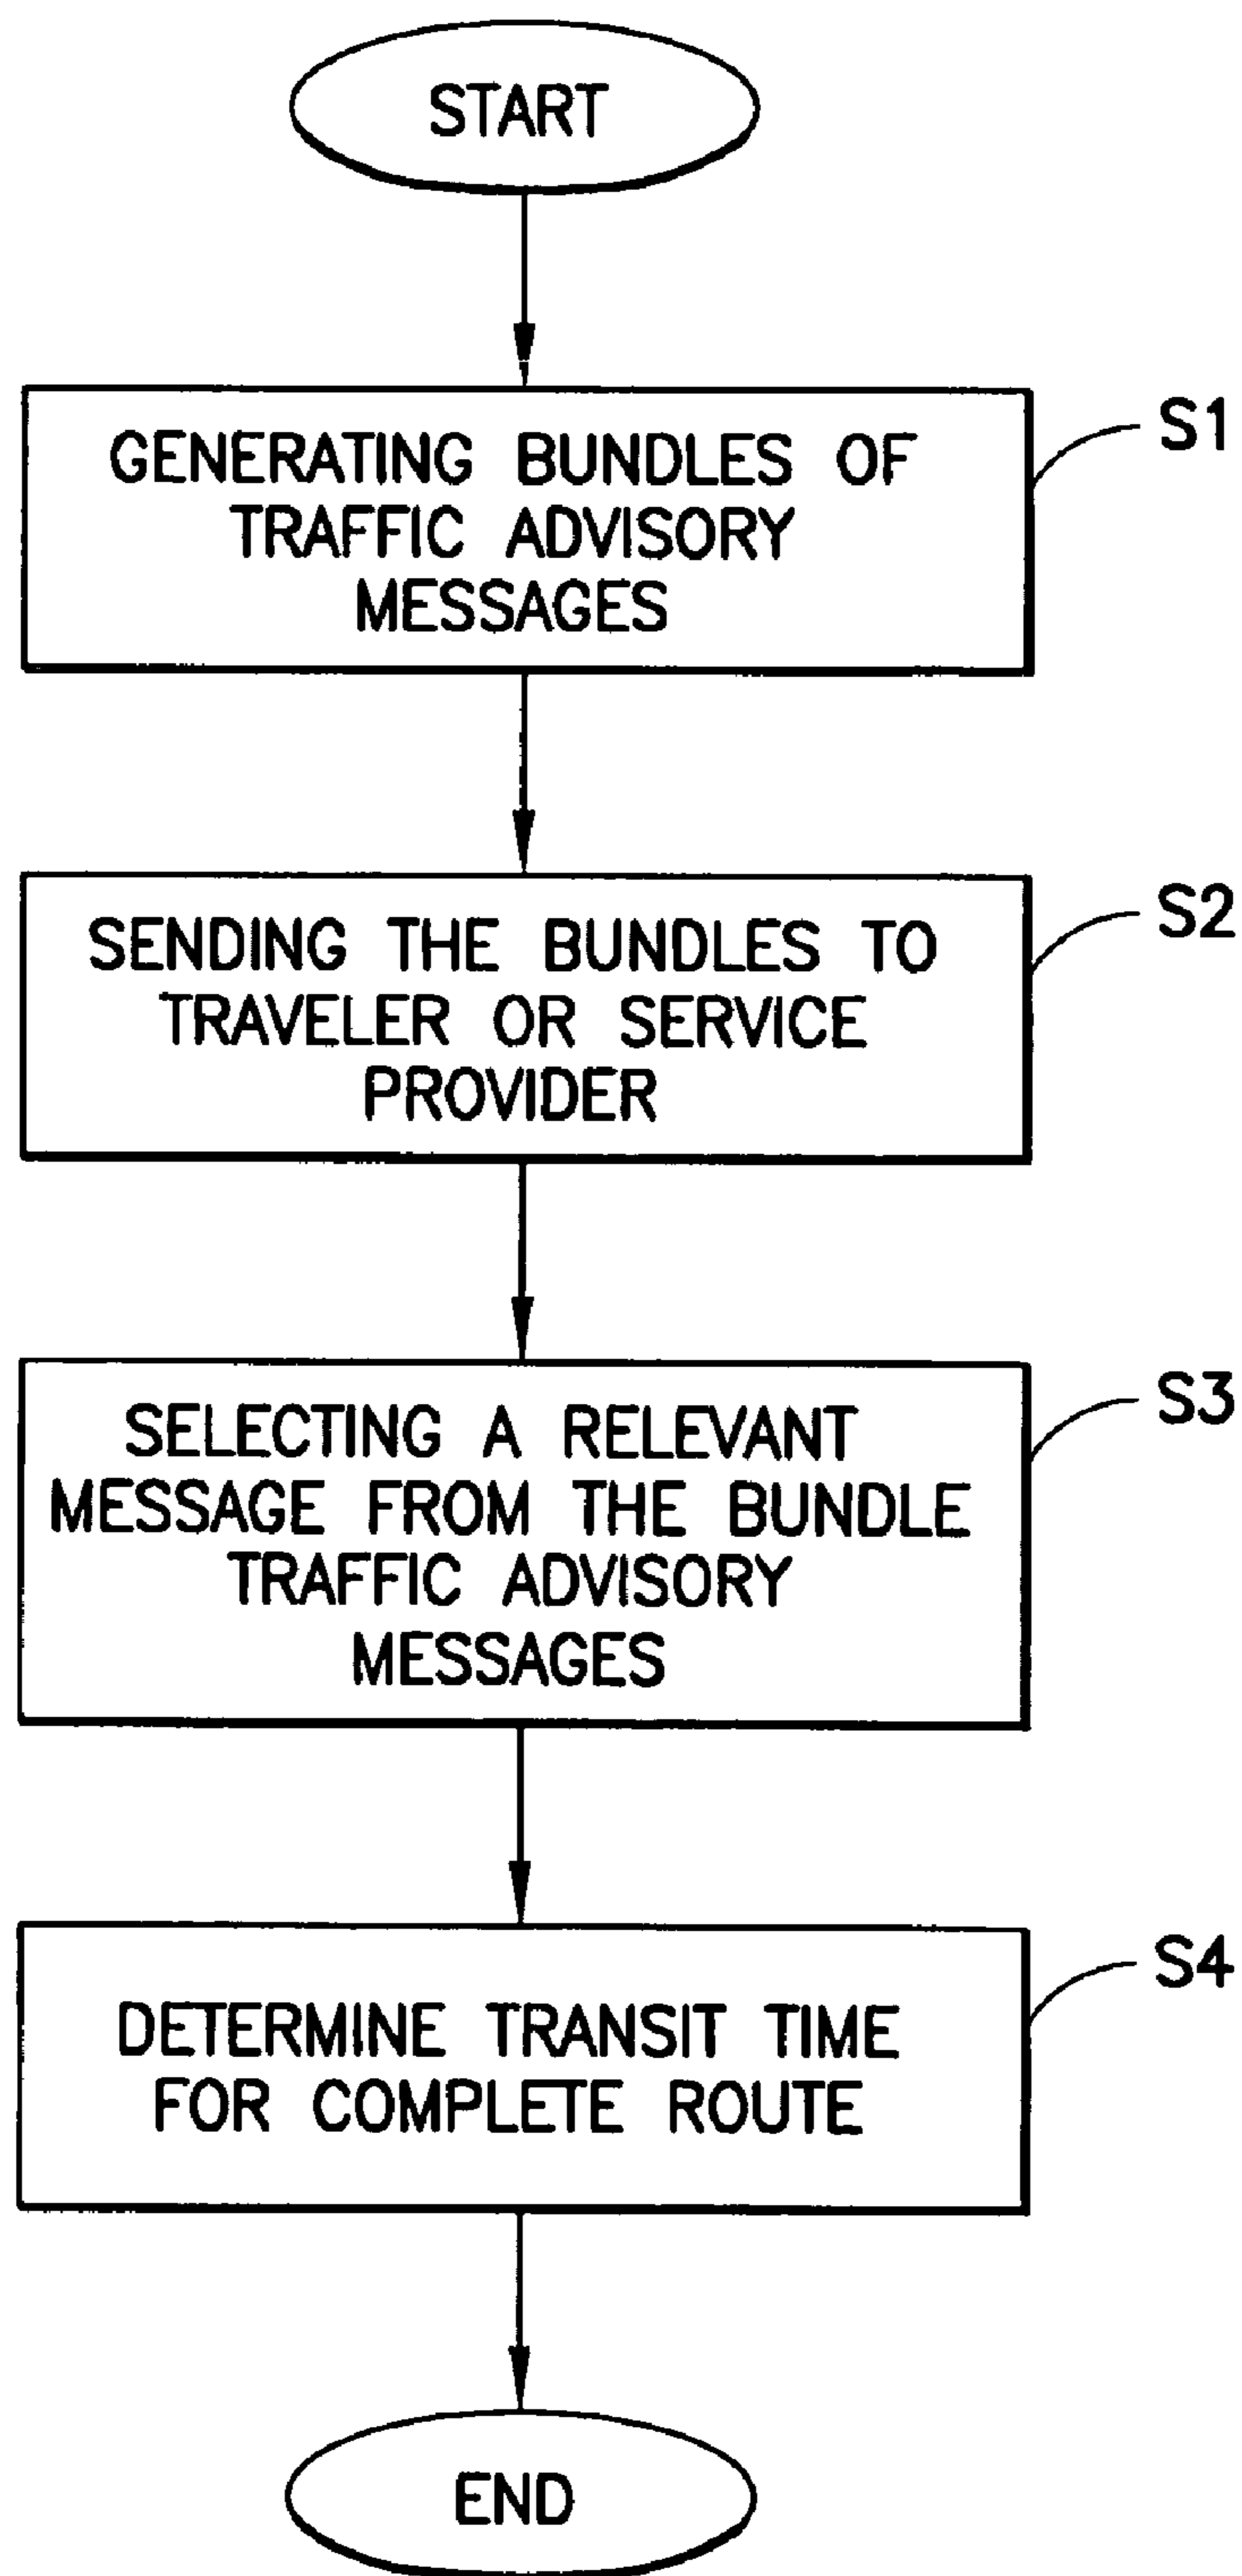 START
GENERATING BUNDLES OF
TRAFFIC ADVISORY
MESSAGES
S1
SENDING THE BUNDLES TO
TRAVELER OR SERVICE
PROVIDER
S2
SELECTING A RELEVANT
MESSAGE FROM THE BUNDLE
TRAFFIC ADVISORY
MESSAGES
S3
DETERMINE TRANSIT TIME
FOR COMPLETE ROUTE
S4
END